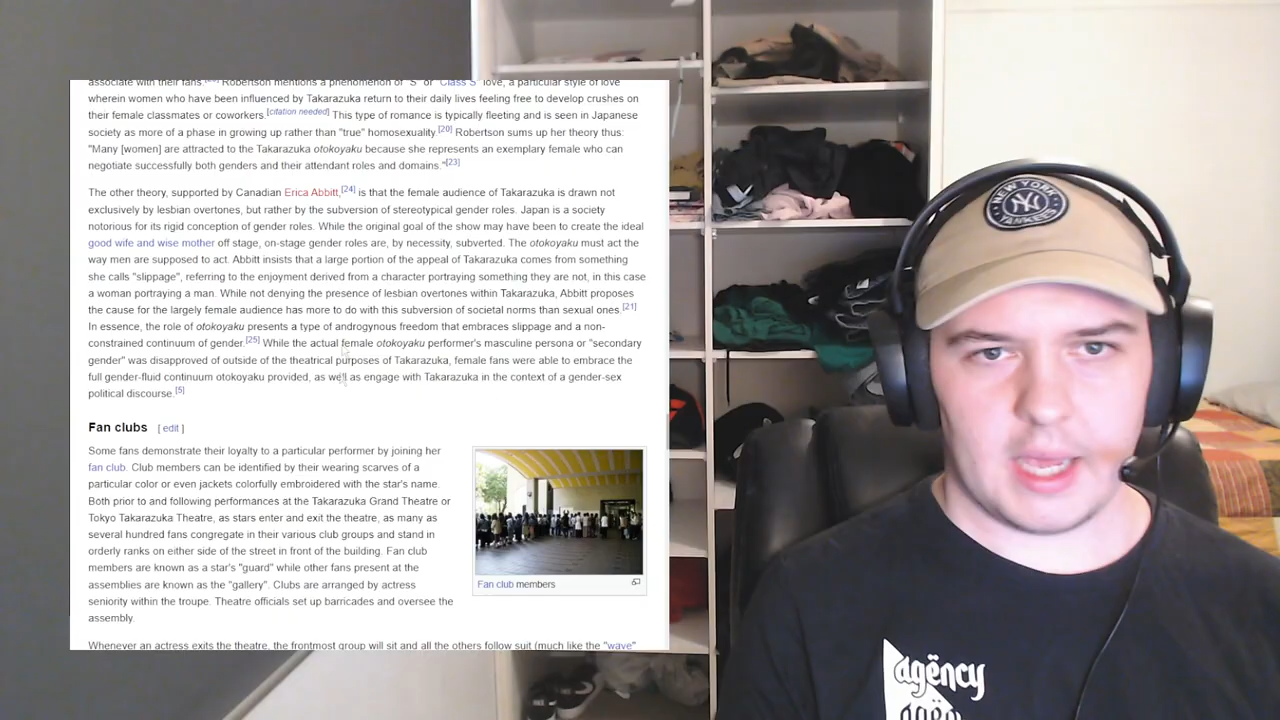 associate with their fans. Robertson mentions a phenomenon of "S" or "Class S" love, a particular style of love
wherein women who have been influenced by Takarazuka return to their daily lives feeling free to develop crushes on
their female classmates or coworkers.[citation needed] This type of romance is typically fleeting and is seen in Japanese
society as more of a phase in growing up rather than "true" homosexuality.[20] Robertson sums up her theory thus:
"Many [women] are attracted to the Takarazuka otokoyaku because she represents an exemplary female who can
negotiate successfully both genders and their attendant roles and domains."[23]
The other theory, supported by Canadian Erica Abbitt,[24] is that the female audience of Takarazuka is drawn not
exclusively by lesbian overtones, but rather by the subversion of stereotypical gender roles. Japan is a society
notorious for its rigid conception of gender roles. While the original goal of the show may have been to create the ideal
good wife and wise mother off stage, on-stage gender roles are, by necessity, subverted. The otokoyaku must act the
way men are supposed to act. Abbitt insists that a large portion of the appeal of Takarazuka comes from something
she calls "slippage", referring to the enjoyment derived from a character portraying something they are not, in this case
a woman portraying a man. While not denying the presence of lesbian overtones within Takarazuka, Abbitt proposes
the cause for the largely female audience has more to do with this subversion of societal norms than sexual ones.[21]
In essence, the role of otokoyaku presents a type of androgynous freedom that embraces slippage and a non-
constrained continuum of gender.[25] While the actual female otokoyaku performer's masculine persona or "secondary
gender" was disapproved of outside of the theatrical purposes of Takarazuka, female fans were able to embrace the
full gender-fluid continuum otokoyaku provided, as well as engage with Takarazuka in the context of a gender-sex
political discourse.[5]
Fan clubs [ edit ]
Some fans demonstrate their loyalty to a particular performer by joining her
fan club. Club members can be identified by their wearing scarves of a
particular color or even jackets colorfully embroidered with the star's name.
Both prior to and following performances at the Takarazuka Grand Theatre or
Tokyo Takarazuka Theatre, as stars enter and exit the theatre, as many as
several hundred fans congregate in their various club groups and stand in
orderly ranks on either side of the street in front of the building. Fan club
members are known as a star's "guard" while other fans present at the
assemblies are known as the "gallery". Clubs are arranged by actress
seniority within the troupe. Theatre officials set up barricades and oversee the
assembly.
Fan club members
Whenever an actress exits the theatre, the frontmost group will sit and all the others follow suit (much like the "wave"
NEW YORK
YANKEES
agëncy
agën